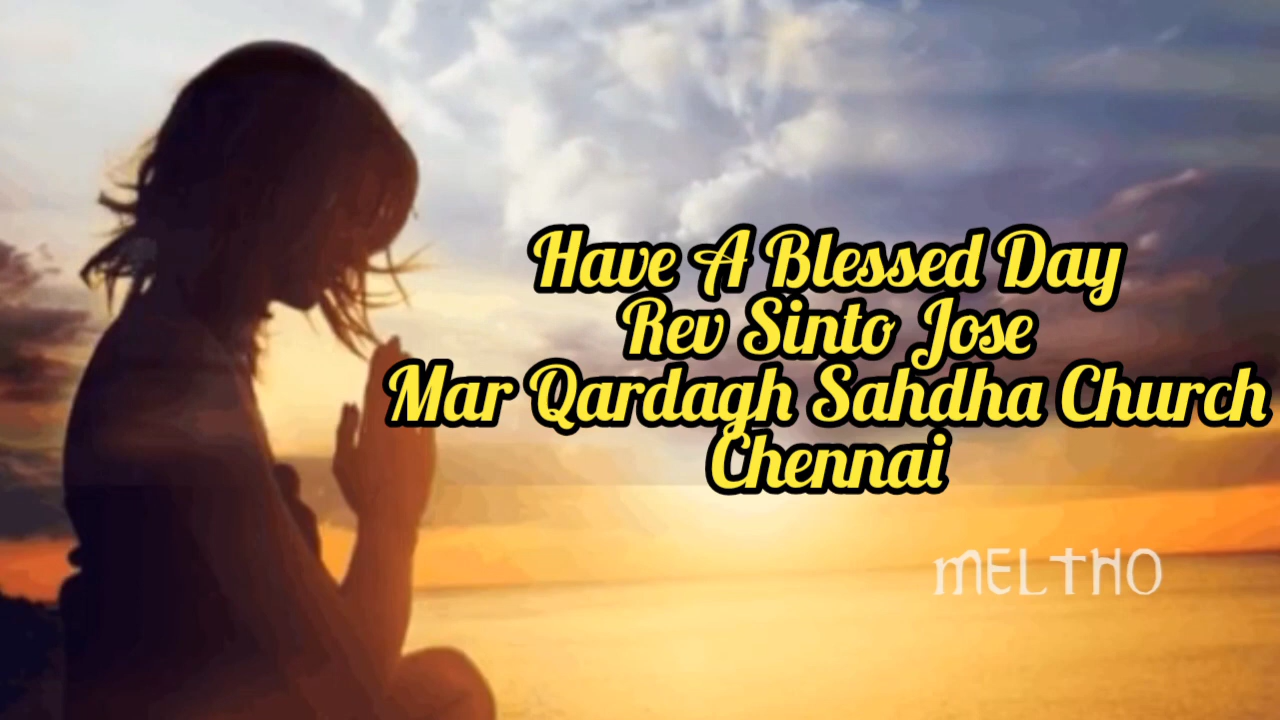 Have A Blessed Day
Rev Sinto Jose
Mar Qardagh Sahdha Church
Chennai
MELTHO